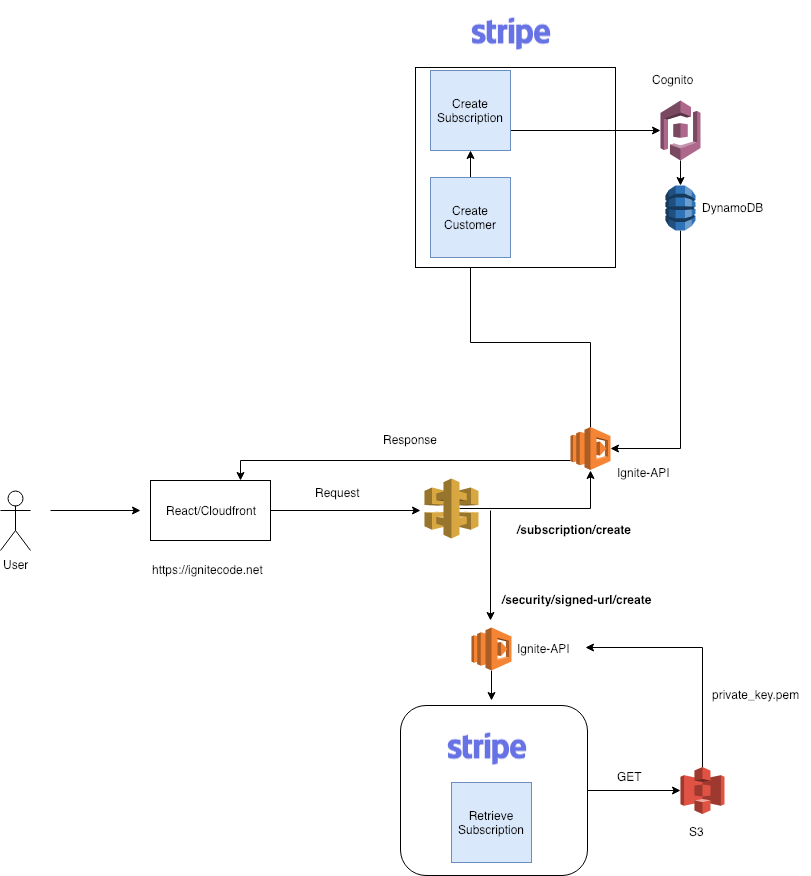 stripe
Cognito
Create
Subscription
DynamoDB
Create
Customer
Response
Ignite-API
Request
React/Cloudfront
/subscription/create
User
https://ignitecode.net
/security/signed-url/create
Ignite-API
private_key.pem
stripe
GET
Retrieve
Subscription
S3